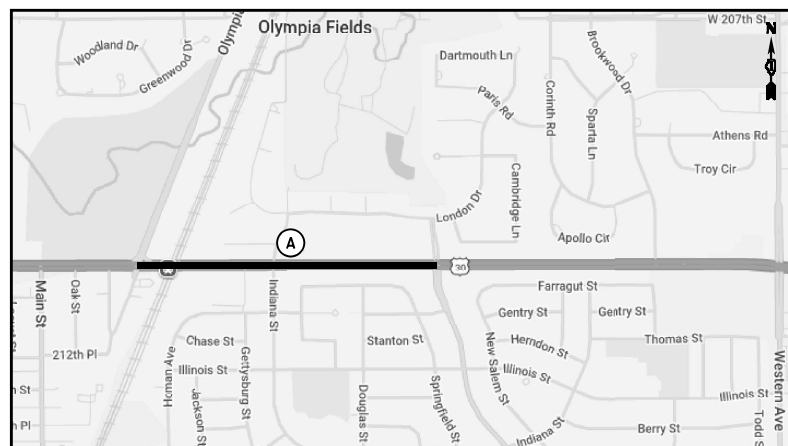 W 207th St
Olympia Fields
Olympia
N
Woodland Dr
Greenwood Dr
Dartmouth Ln
Brookwood Dr
Paris Rd
Corinth Rd
Sparta Ln
Athens Rd
Troy Cir
Cambridge Ln
London Dr
Apollo Cir
A
30
Main St
Oak St
Indiana St
Farragut St
Gentry St
Gentry St
Chase St
Stanton St
Herndon St
Thomas St
212th Pl
Homan Ave
Gettysburg St
New Salem St
Western Ave
Illinois St
Illinois St
Illinois St
Jackson St
Douglas St
Springfield St
Indiana St
Berry St
Todd S
n St
h Pl